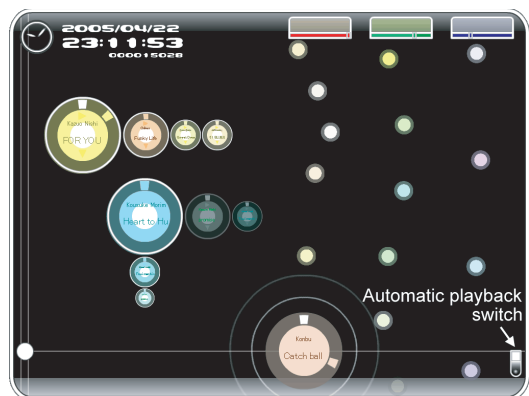 2005/04/22
23:11:53
000015028
Kazuo Nishi
FOR YOU
Funky Life
Kousuke Morim
Heart to Hu
Automatic playback
switch
Konbu
Catch ball